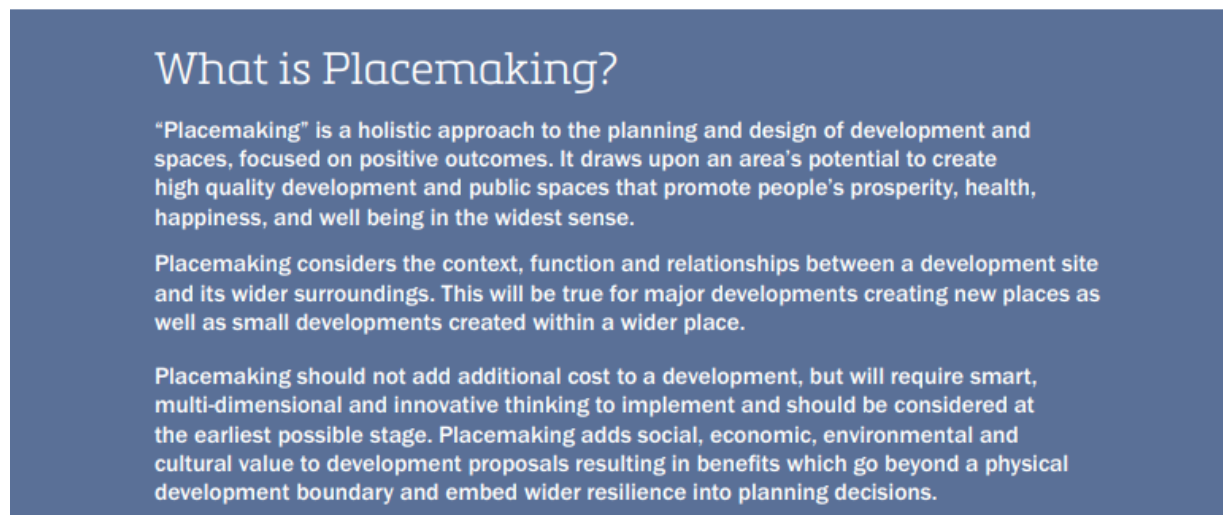 What is Placemaking?
“Placemaking” is a holistic approach to the planning and design of development and
spaces, focused on positive outcomes. It draws upon an area’s potential to create
high quality development and public spaces that promote people’s prosperity, health,
happiness, and well being in the widest sense.
Placemaking considers the context, function and relationships between a development site
and its wider surroundings. This will be true for major developments creating new places as
well as small developments created within a wider place.
Placemaking should not add additional cost to a development, but will require smart,
multi-dimensional and innovative thinking to implement and should be considered at
the earliest possible stage. Placemaking adds social, economic, environmental and
cultural value to development proposals resulting in benefits which go beyond a physical
development boundary and embed wider resilience into planning decisions.